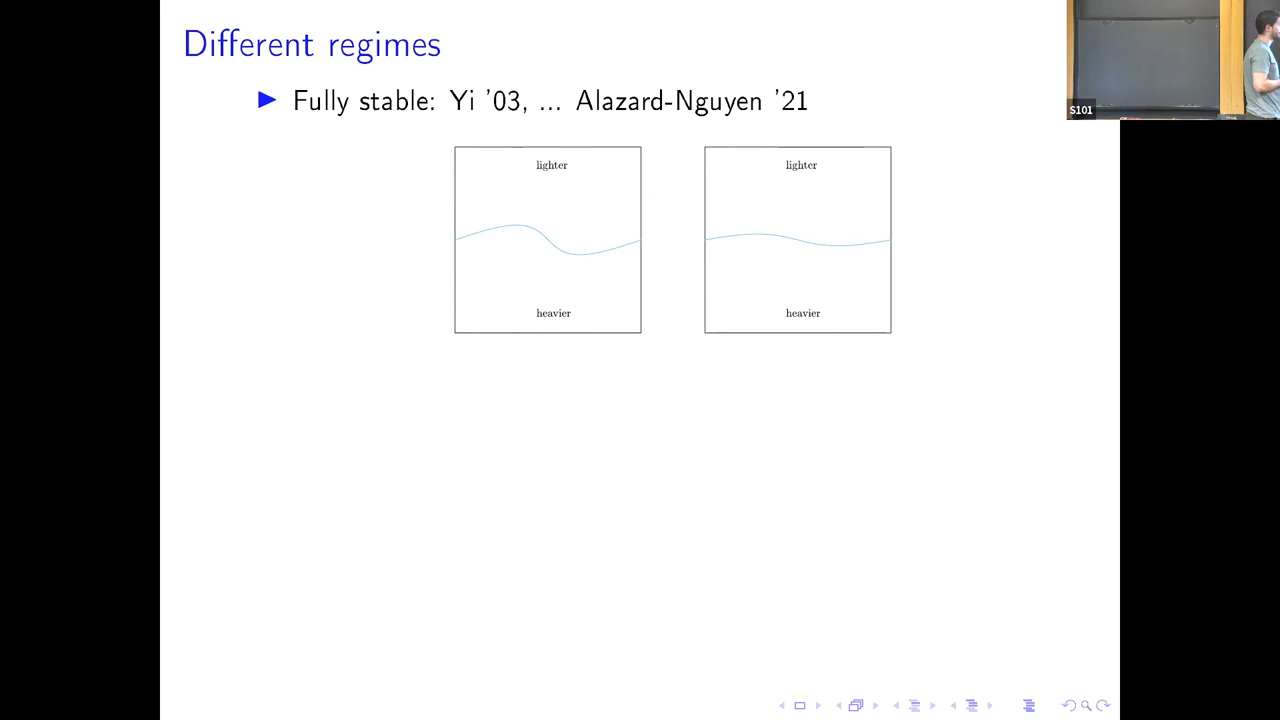 Different regimes
▶ Fully stable: Yi '03, ... Alazard-Nguyen '21
lighter lighter
heavier heavier
S101